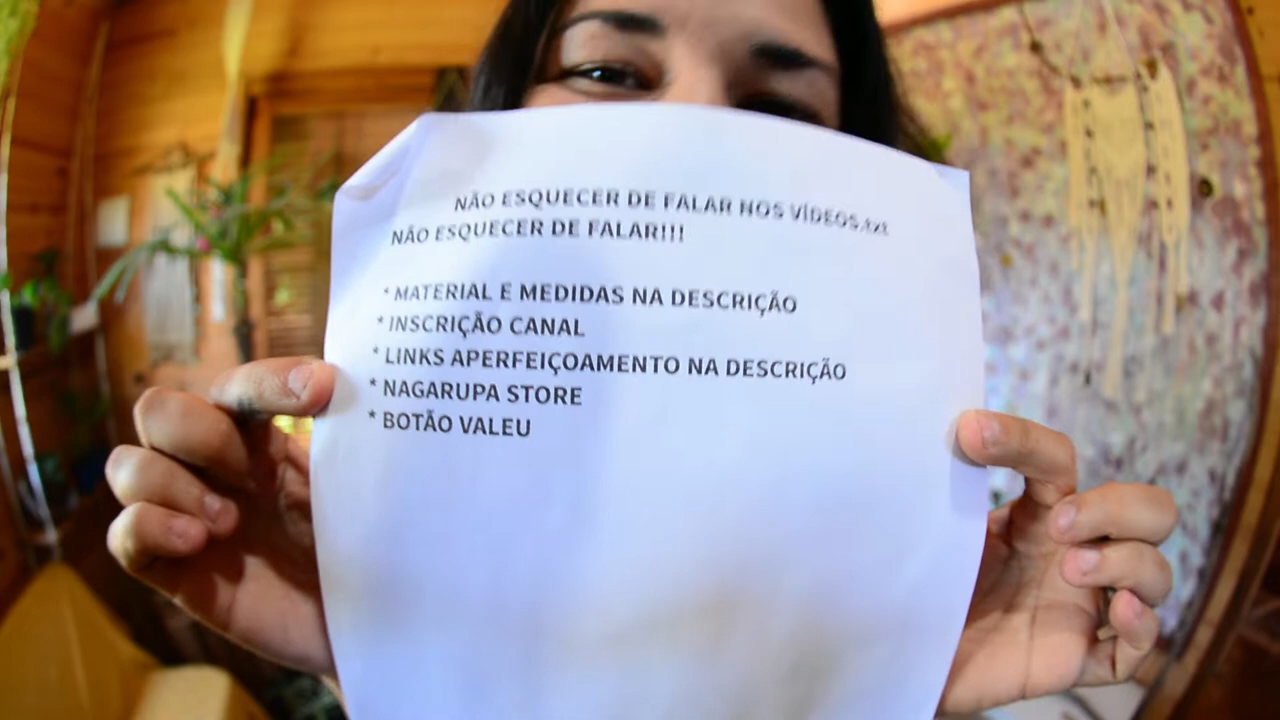 NÃO ESQUECER DE FALAR NOS VÍDEOS.txt
NÃO ESQUECER DE FALAR!!!
* MATERIAL E MEDIDAS NA DESCRIÇÃO
* INSCRIÇÃO CANAL
* LINKS APERFEIÇOAMENTO NA DESCRIÇÃO
* NAGARUPA STORE
* BOTÃO VALEU